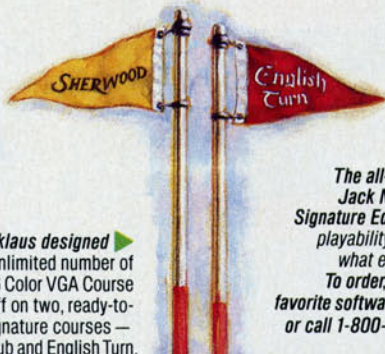 SHERWOOD
English
Turn
klaus designed
nlimited number of
Color VGA Course
ff on two, ready-to-
gnature courses —
ub and English Turn.
The all-
Jack N
Signature Ed
playability
what e
To order,
favorite softwa
or call 1-800-